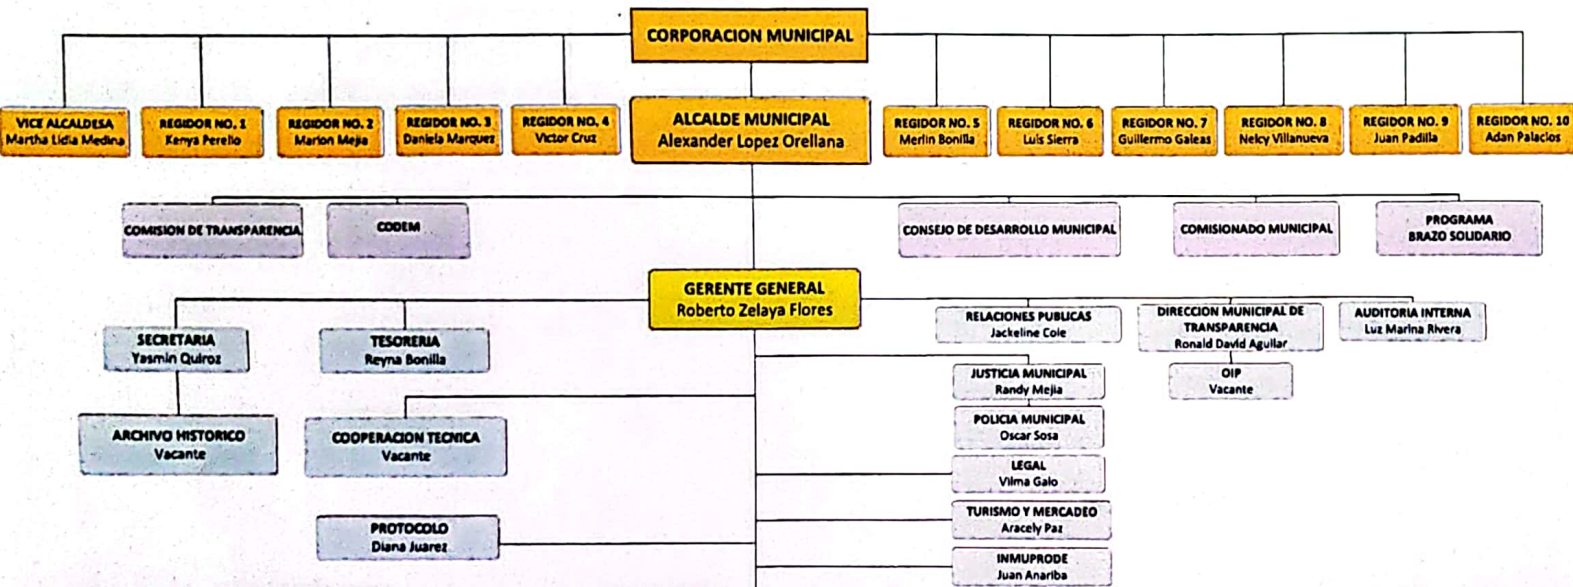 CORPORACION MUNICIPAL
VICE ALCALDESA
Martha Lidia Medina
REGIDOR NO. 1
Kenya Perello
REGIDOR NO. 2
Marlon Mejia
REGIDOR NO. 3
Daniela Marquez
REGIDOR NO. 4
Victor Cruz
ALCALDE MUNICIPAL
Alexander Lopez Orellana
REGIDOR NO. 5
Merlin Bonilla
REGIDOR NO. 6
Luis Sierra
REGIDOR NO. 7
Guillermo Galeas
REGIDOR NO. 8
Nelcy Villanueva
REGIDOR NO. 9
Juan Padilla
REGIDOR NO. 10
Adan Palacios
COMISION DE TRANSPARENCIA
CODEM
CONSEJO DE DESARROLLO MUNICIPAL
COMISIONADO MUNICIPAL
PROGRAMA
BRAZO SOLIDARIO
GERENTE GENERAL
Roberto Zelaya Flores
SECRETARIA
Yasmin Quiroz
TESORERIA
Reyna Bonilla
RELACIONES PUBLICAS
Jackeline Cole
DIRECCION MUNICIPAL DE
TRANSPARENCIA
Ronald David Aguilar
AUDITORIA INTERNA
Luz Marina Rivera
JUSTICIA MUNICIPAL
Randy Mejia
OIP
Vacante
ARCHIVO HISTORICO
Vacante
COOPERACION TECNICA
Vacante
POLICIA MUNICIPAL
Oscar Sosa
LEGAL
Vilma Galo
TURISMO Y MERCADEO
Aracely Paz
PROTOCOLO
Diana Juarez
INMUPRODE
Juan Anariba